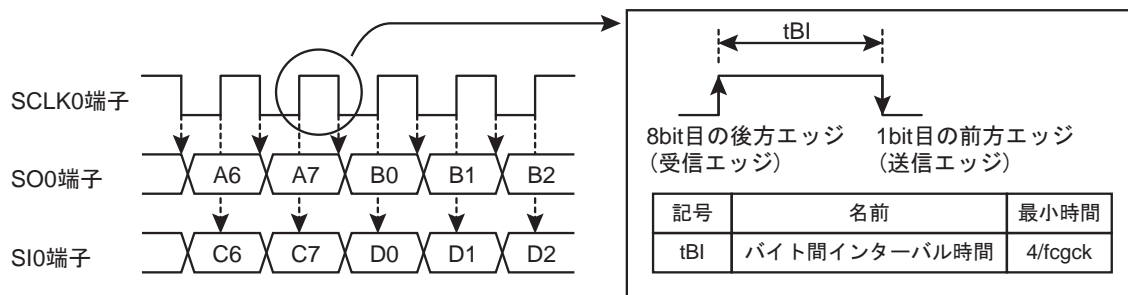 SCLK0端子
SO0端子
A6 A7 B0 B1 B2
SI0端子
C6 C7 D0 D1 D2
tBI
8bit目の後方エッジ
(受信エッジ)
1bit目の前方エッジ
(送信エッジ)
記号 名前 最小時間
tBI バイト間インターバル時間 4/fcgck